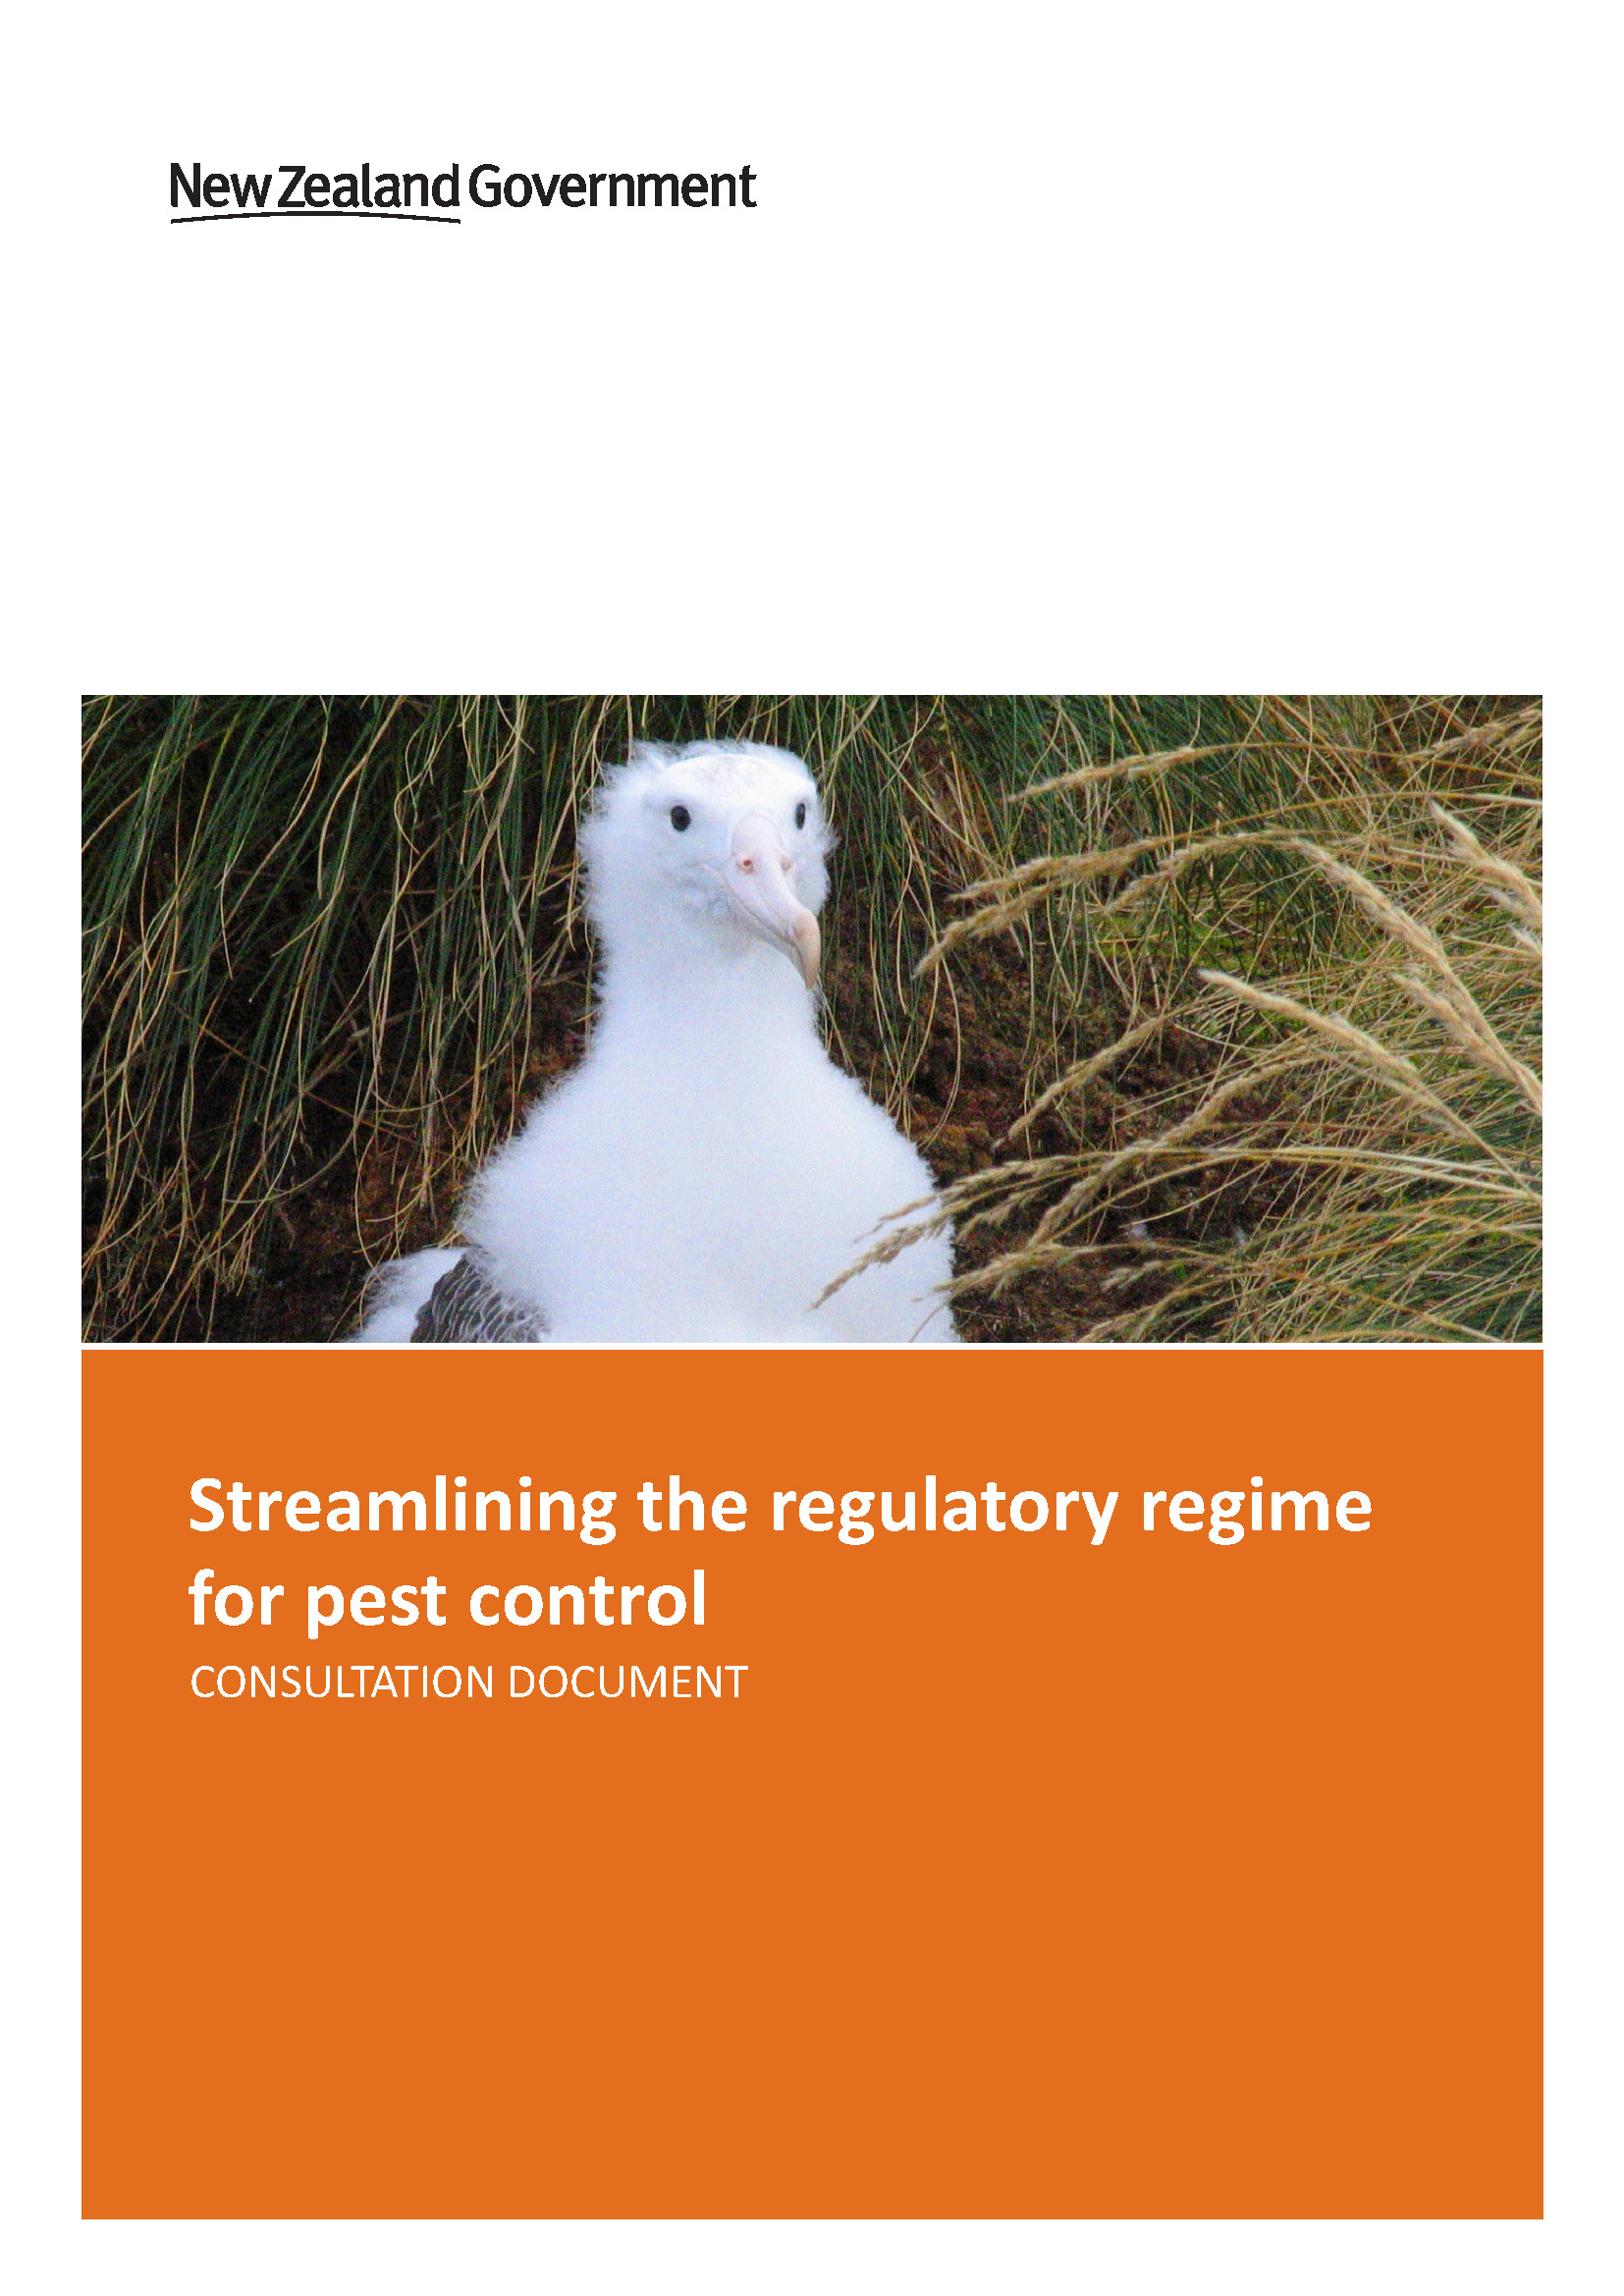 New Zealand Government
Streamlining the regulatory regime
for pest control
CONSULTATION DOCUMENT